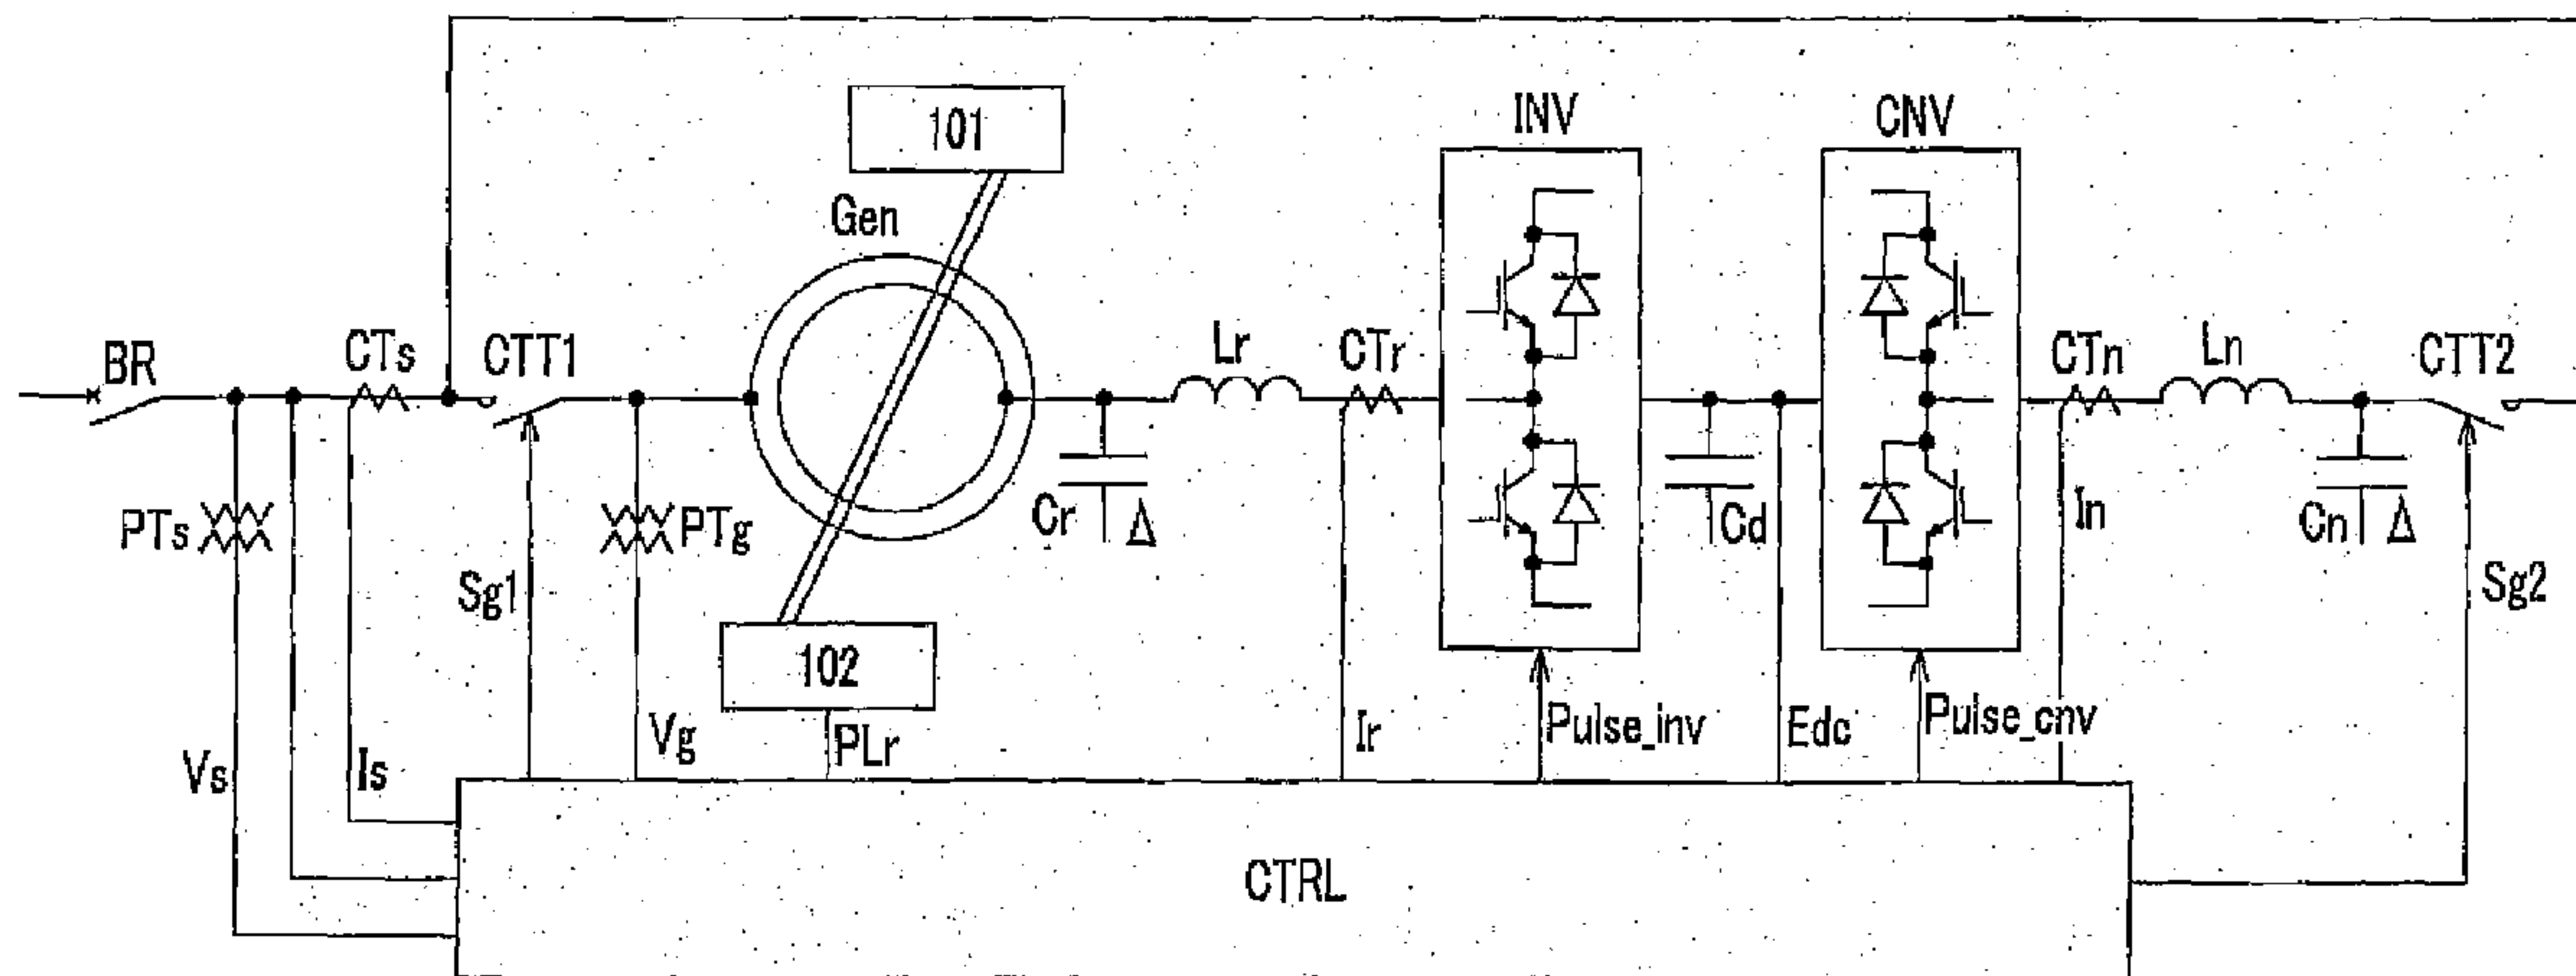 101
INV
CNV
Gen
BR
CTs
CTT1
Lr
CTr
CTn
Ln
CTT2
PTs
PTg
Cr
Δ
Cd
In
Cn
Δ
Sg1
Sg2
102
Vs
Is
Vg
PLr
Ir
Pulse_inv
Edc
Pulse_cnv
CTRL